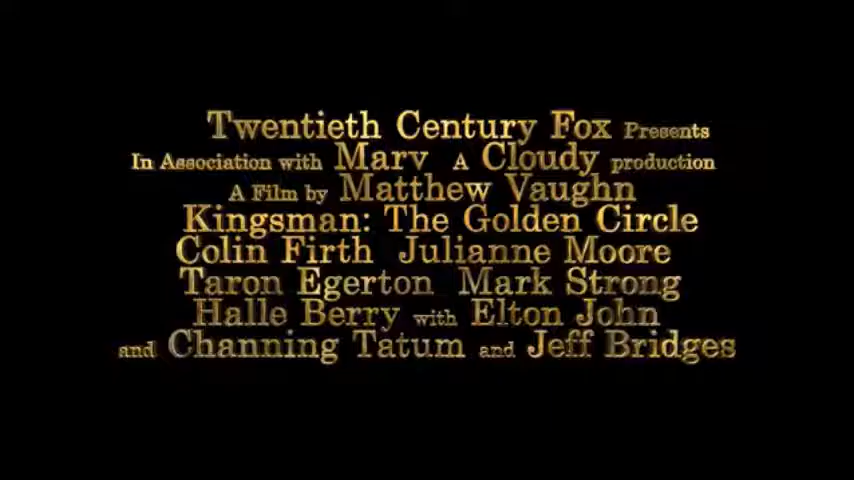 Twentieth Century Fox Presents
In Association with Marv A Cloudy production
A Film by Matthew Vaughn
Kingsman: The Golden Circle
Colin Firth Julianne Moore
Taron Egerton Mark Strong
Halle Berry with Elton John
and Channing Tatum and Jeff Bridges